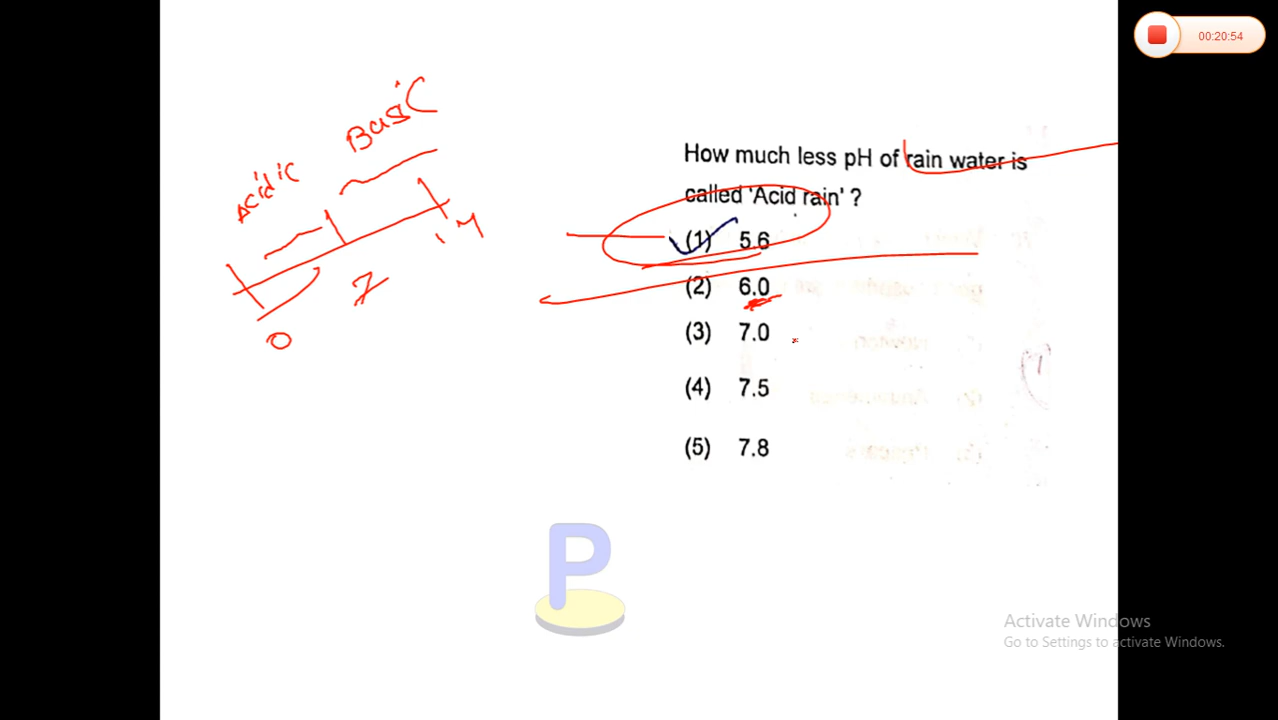 00:20:54
Basic
Acidic
14
7
0
How much less pH of rain water is
called 'Acid rain' ?
(1) 5.6
(2) 6.0
(3) 7.0
(4) 7.5
(5) 7.8
P
Activate Windows
Go to Settings to activate Windows.